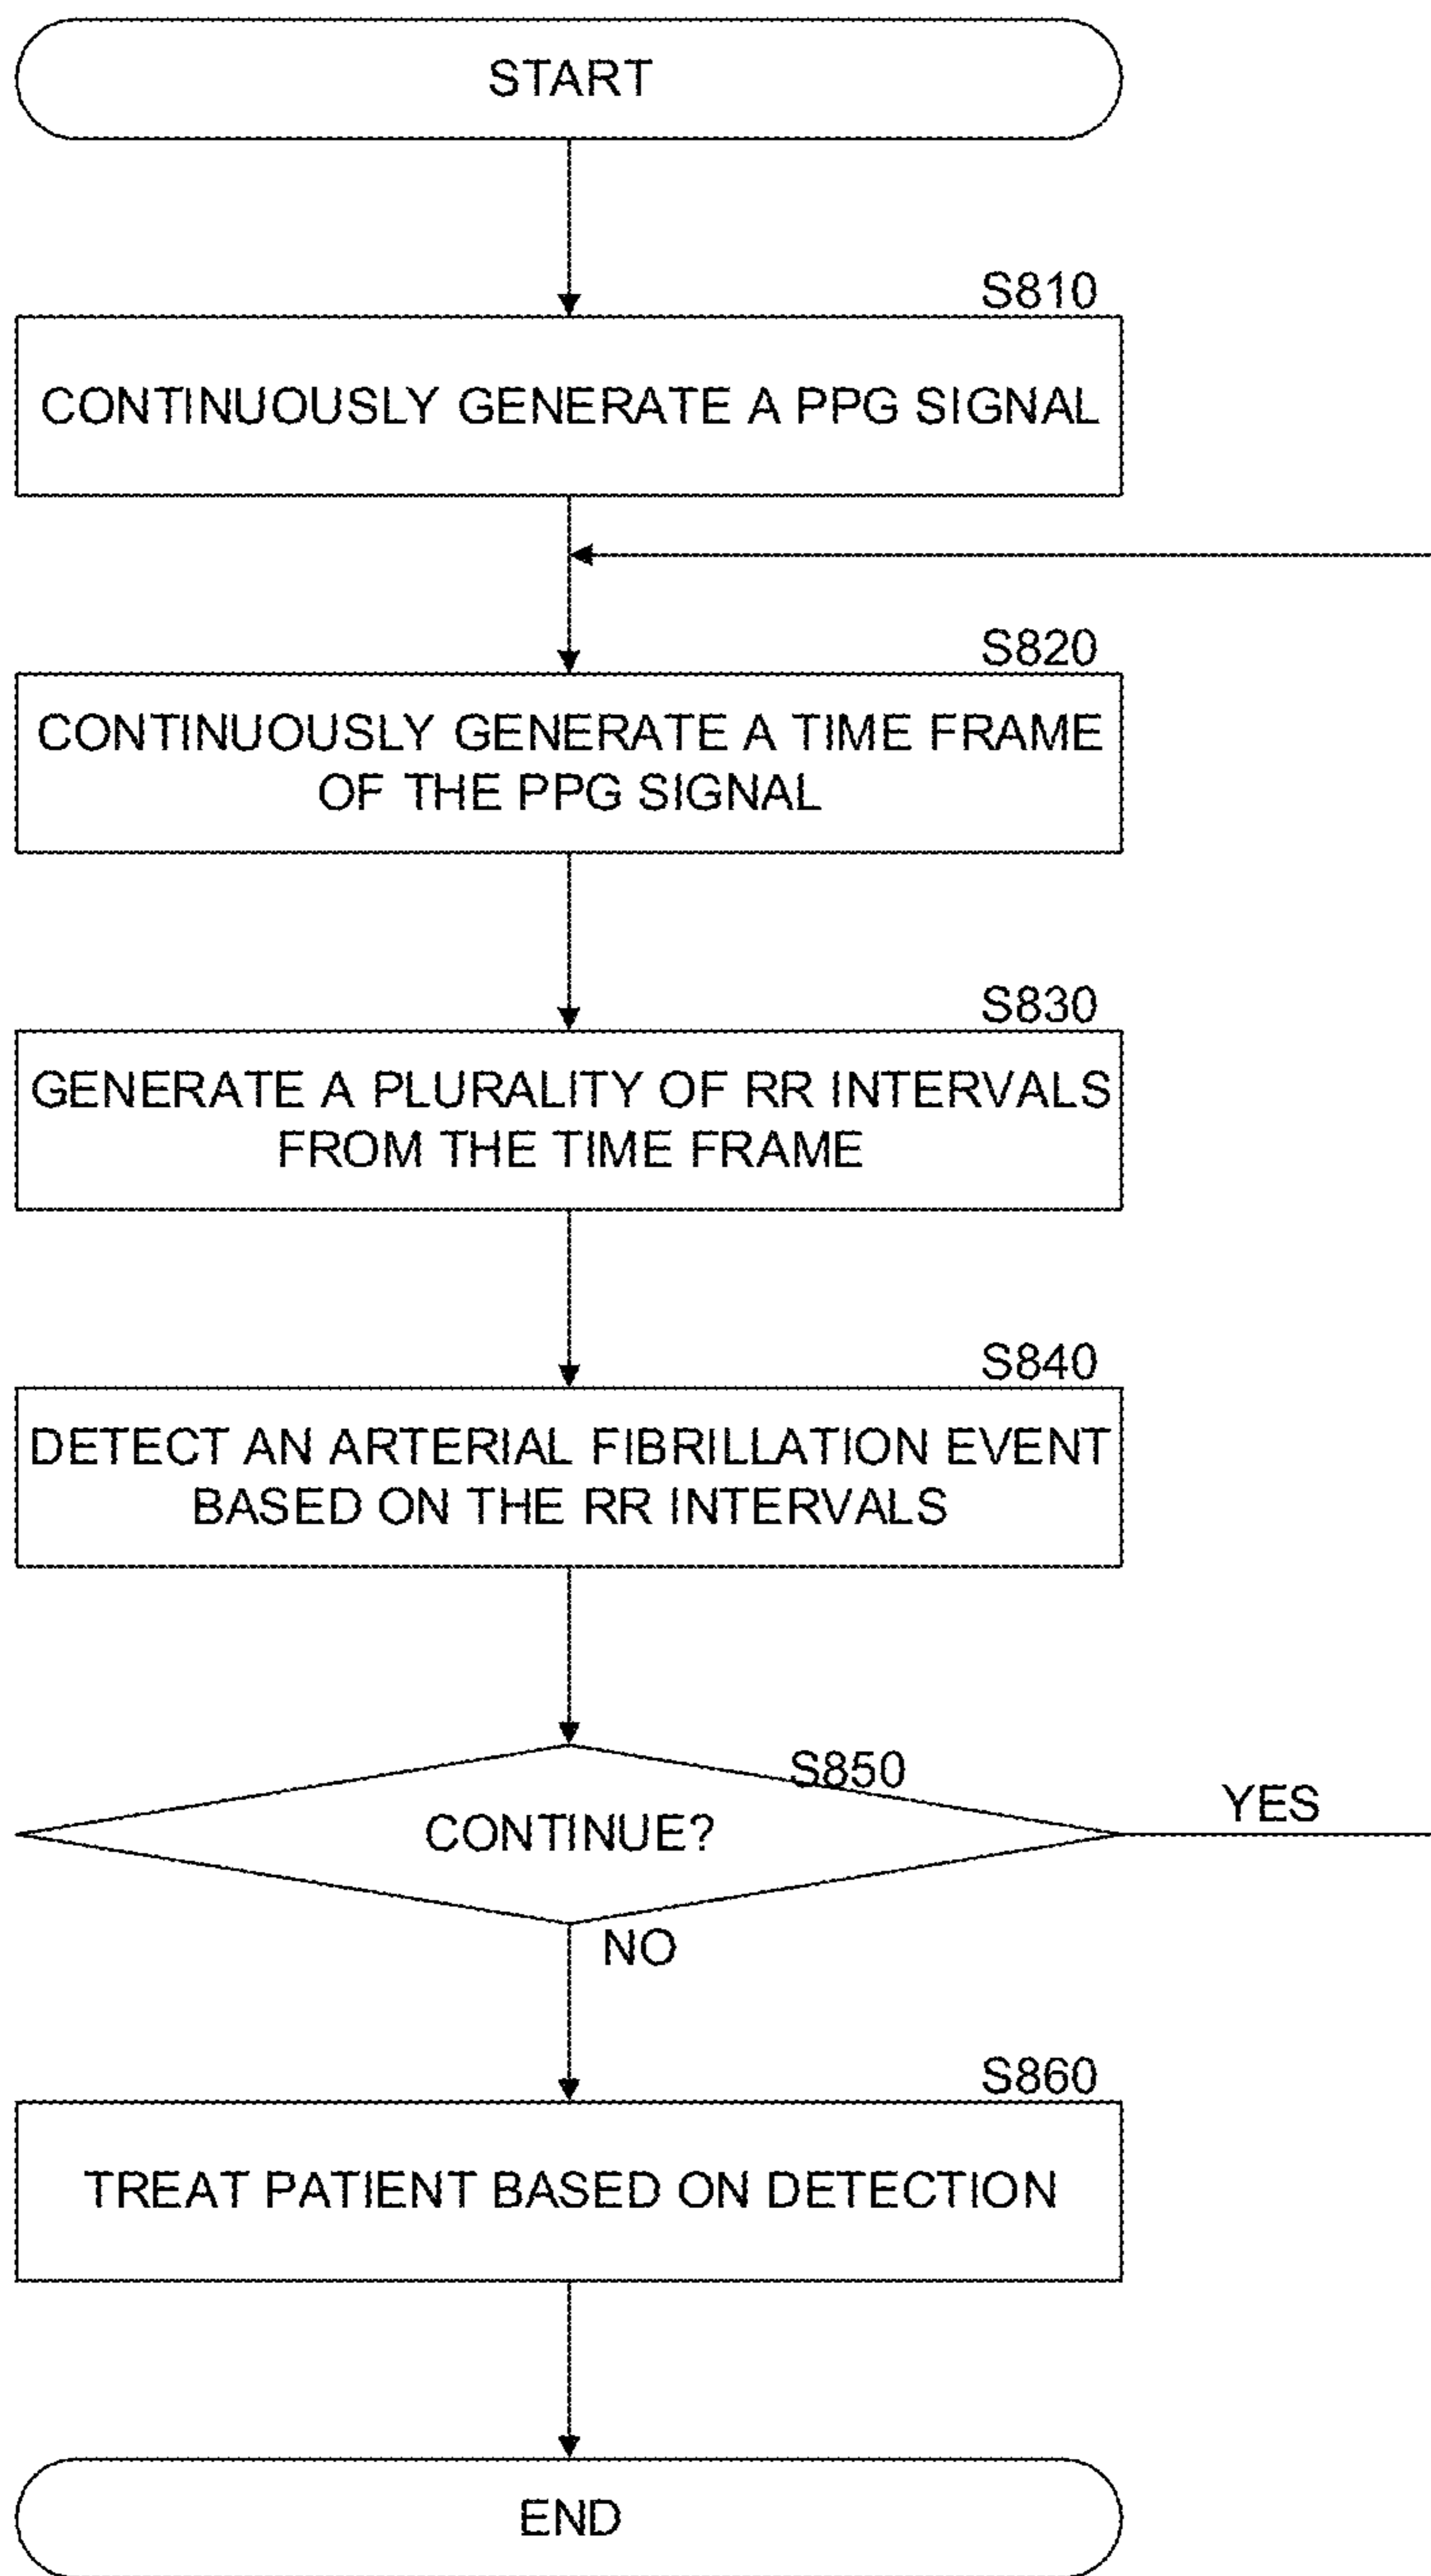 START
S810
CONTINUOUSLY GENERATE A PPG SIGNAL
S820
CONTINUOUSLY GENERATE A TIME FRAME
OF THE PPG SIGNAL
S830
GENERATE A PLURALITY OF RR INTERVALS
FROM THE TIME FRAME
S840
DETECT AN ARTERIAL FIBRILLATION EVENT
BASED ON THE RR INTERVALS
S850
CONTINUE?
YES
NO
S860
TREAT PATIENT BASED ON DETECTION
END